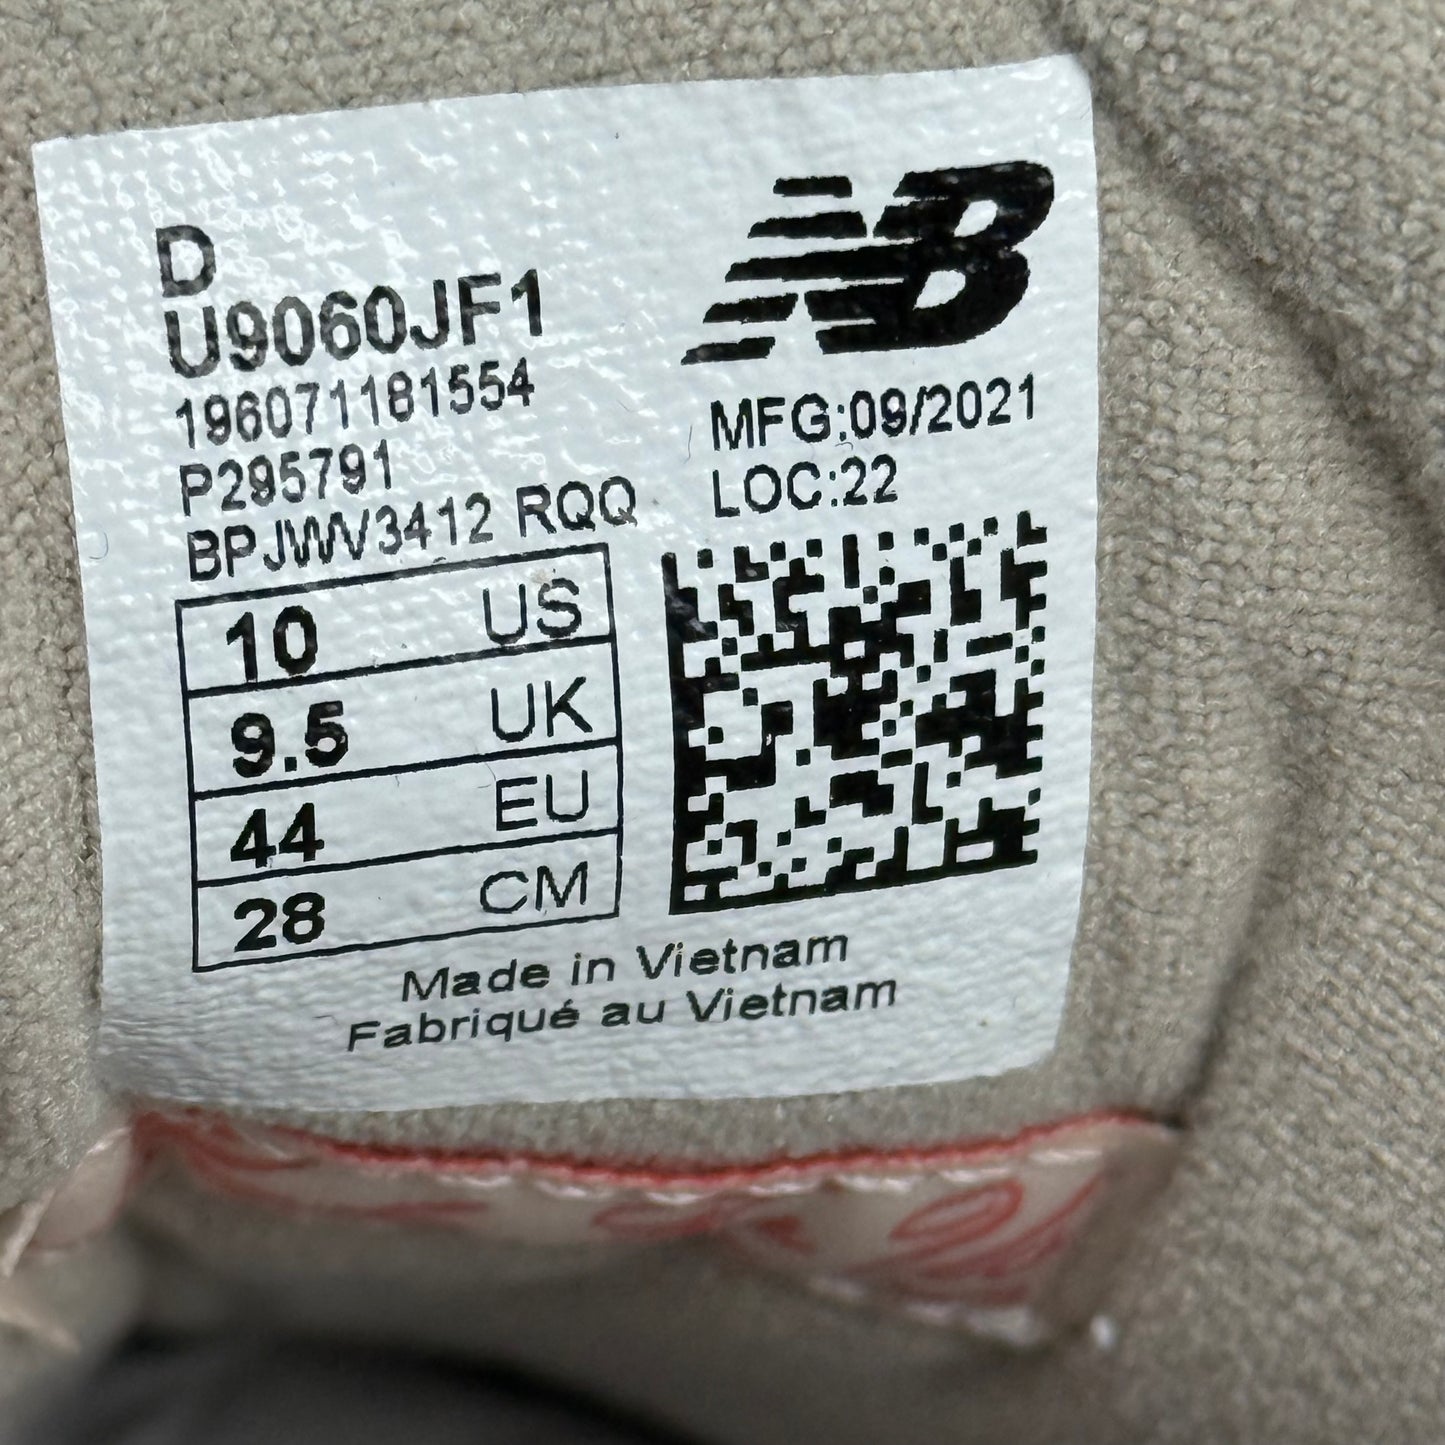 D
U9060JF1
196071181554
P295791
BPJWV3412 RQQ
NB
MFG:09/2021
LOC:22
10 US
9.5 UK
44 EU
28 CM
Made in Vietnam
Fabriqué au Vietnam